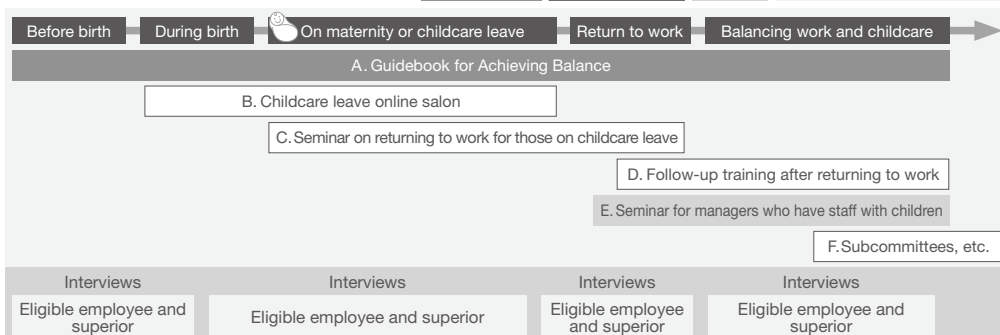 Before birth
During birth
On maternity or childcare leave
Return to work
Balancing work and childcare
A. Guidebook for Achieving Balance
B. Childcare leave online salon
C. Seminar on returning to work for those on childcare leave
D. Follow-up training after returning to work
E. Seminar for managers who have staff with children
F. Subcommittees, etc.
Interviews
Interviews
Interviews
Interviews
Eligible employee and
superior
Eligible employee and superior
Eligible employee
and superior
Eligible employee and
superior